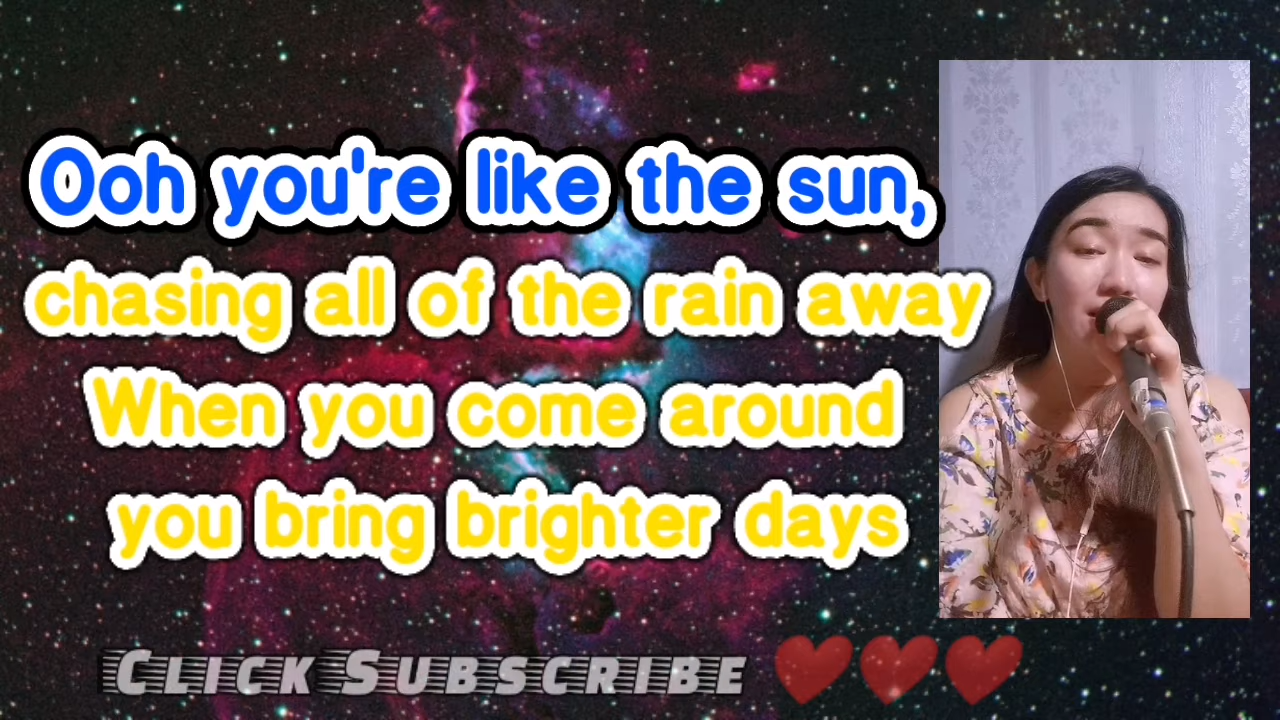 Ooh you're like the sun,
chasing all of the rain away
When you come around
you bring brighter days
CLICK SUBSCRIBE